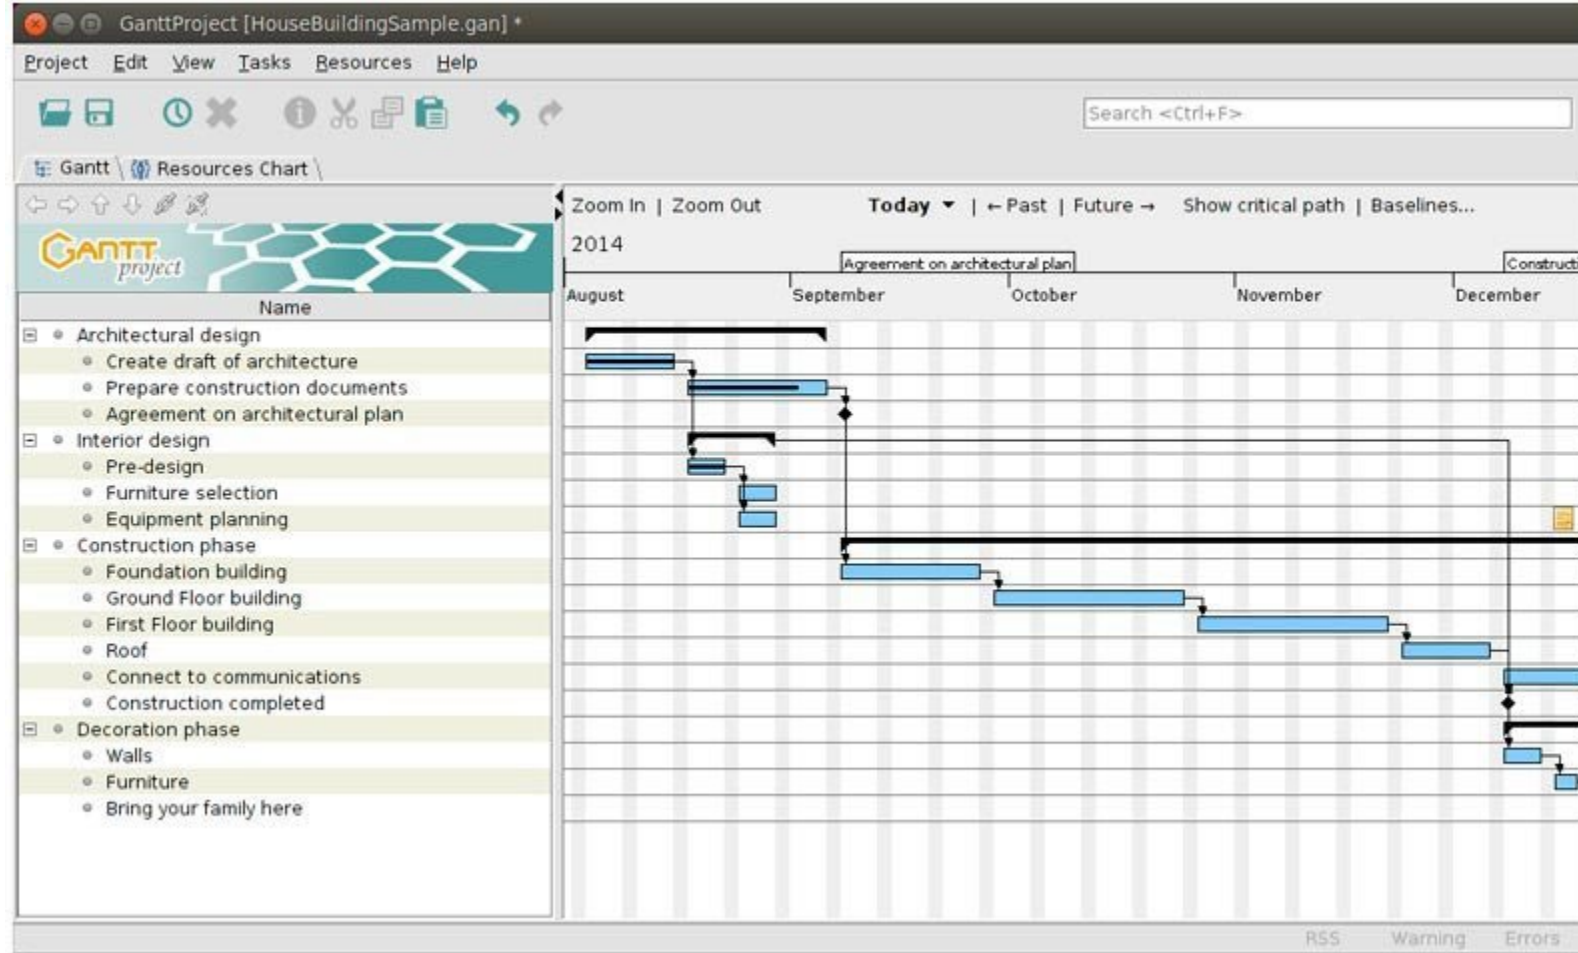 GanttProject [HouseBuildingSample.gan] *
Project Edit View Tasks Resources Help
Search <Ctrl+F>
Gantt Resources Chart
Zoom In | Zoom Out Today | ←Past | Future → Show critical path | Baselines...
GANTT
project
2014
Agreement on architectural plan Constructi
August September October November December
Name
Architectural design
Create draft of architecture
Prepare construction documents
Agreement on architectural plan
Interior design
Pre-design
Furniture selection
Equipment planning
Construction phase
Foundation building
Ground Floor building
First Floor building
Roof
Connect to communications
Construction completed
Decoration phase
Walls
Furniture
Bring your family here
RSS Warning Errors